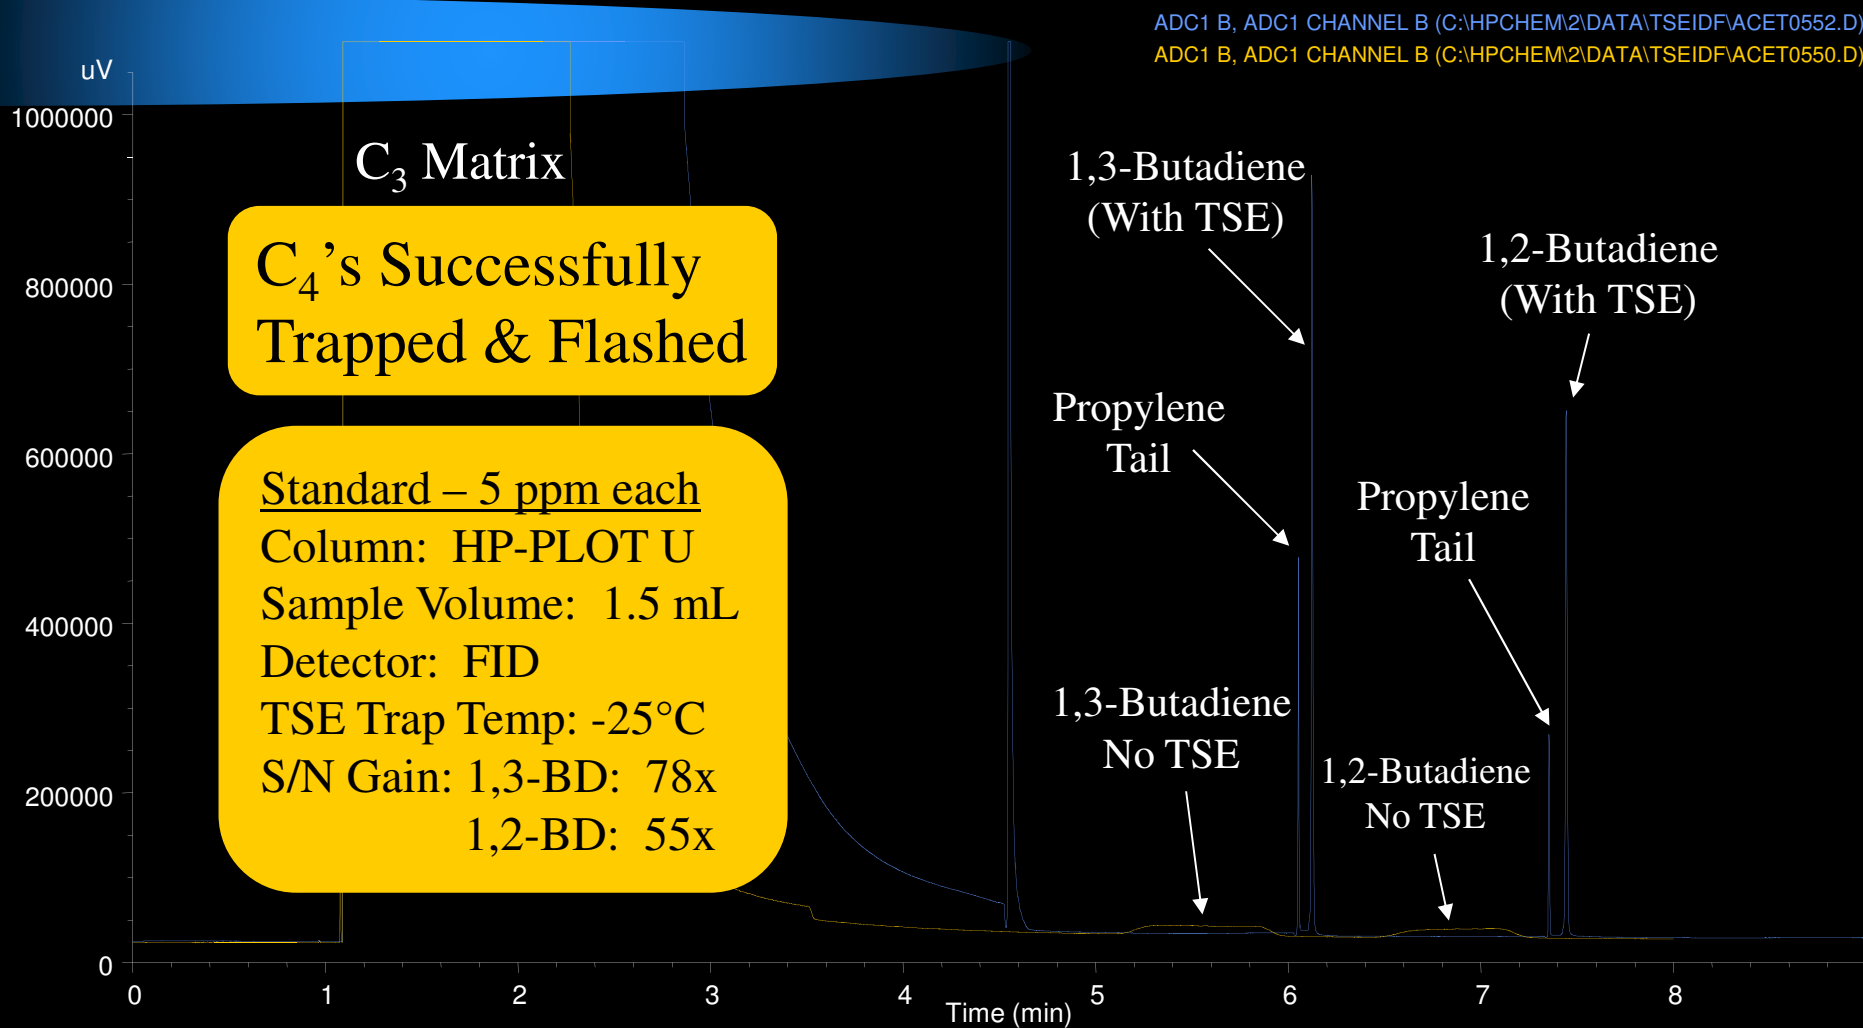 ADC1 B, ADC1 CHANNEL B (C:\HPCHEM\2\DATA\TSEIDF\ACET0552.D)
ADC1 B, ADC1 CHANNEL B (C:\HPCHEM\2\DATA\TSEIDF\ACET0550.D)
uV
1000000
800000
600000
400000
200000
0
C3 Matrix
C4’s Successfully
Trapped & Flashed
Standard – 5 ppm each
Column: HP-PLOT U
Sample Volume: 1.5 mL
Detector: FID
TSE Trap Temp: -25°C
S/N Gain: 1,3-BD: 78x
1,2-BD: 55x
1,3-Butadiene
(With TSE)
1,2-Butadiene
(With TSE)
Propylene
Tail
Propylene
Tail
1,3-Butadiene
No TSE
1,2-Butadiene
No TSE
0 1 2 3 4 5 6 7 8
Time (min)